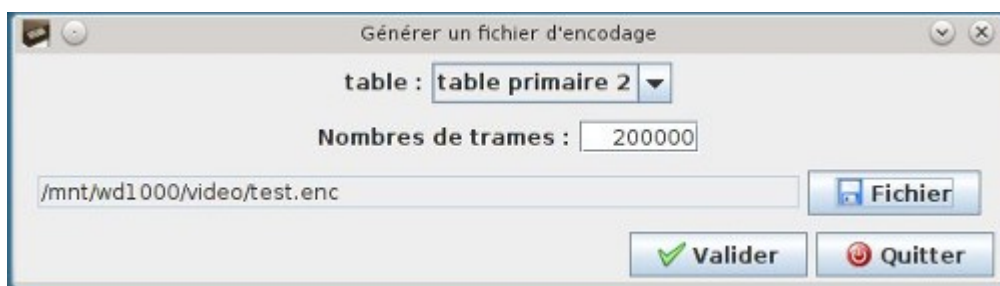 Générer un fichier d'encodage
table : table primaire 2
Nombres de trames : 200000
/mnt/wd1000/video/test.enc Fichier
Valider Quitter